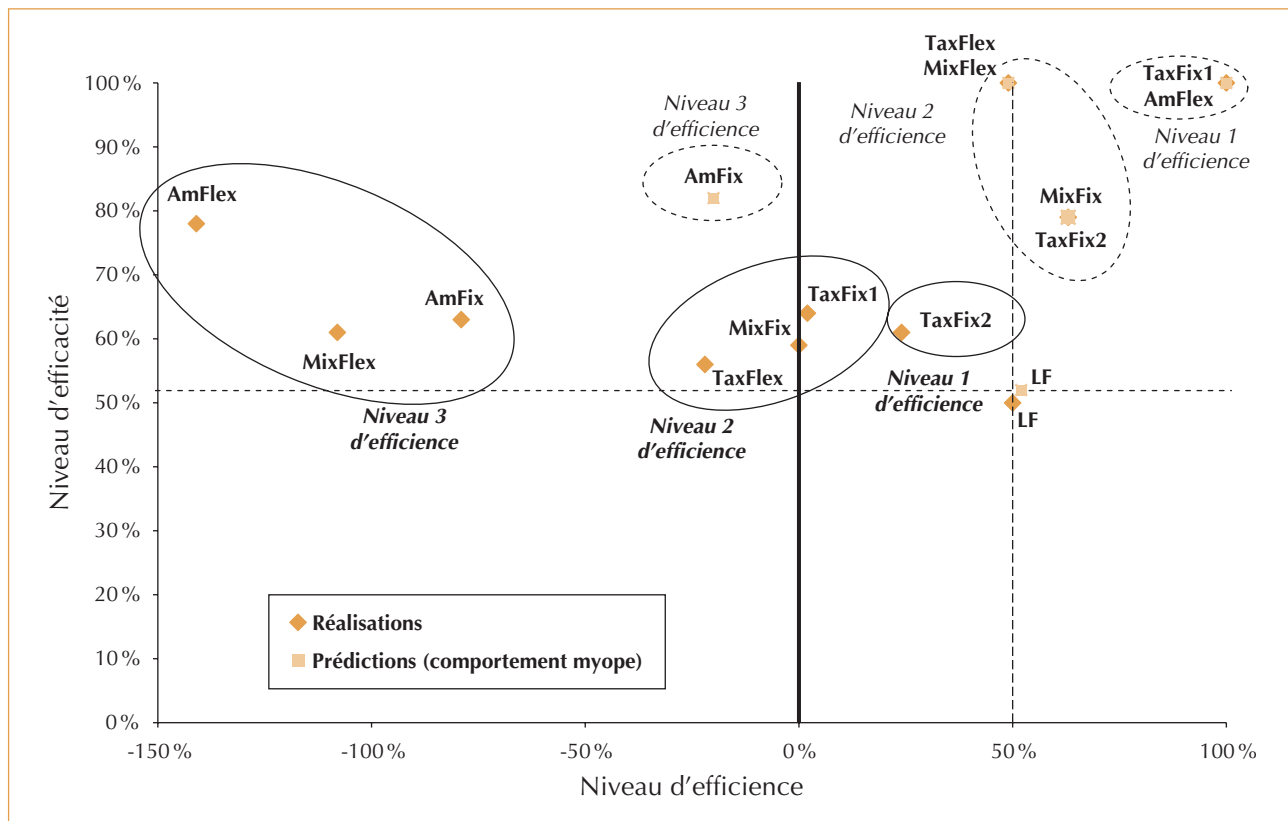 TaxFlex
MixFlex
TaxFix1
AmFlex
Niveau 3
d'efficience
Niveau 2
d'efficience
Niveau 1
d'efficience
AmFix
MixFix
TaxFix2
AmFlex
MixFlex
AmFix
TaxFix1
MixFix
TaxFlex
TaxFix2
LF
LF
Niveau 3
d'efficience
Niveau 2
d'efficience
Niveau 1
d'efficience
Niveau d'efficacité
100 %
90 %
80 %
70 %
60 %
50 %
40 %
30 %
20 %
10 %
0 %
Réalisations
Prédictions (comportement myope)
-150 %
-100 %
-50 %
0 %
50 %
100 %
Niveau d'efficience